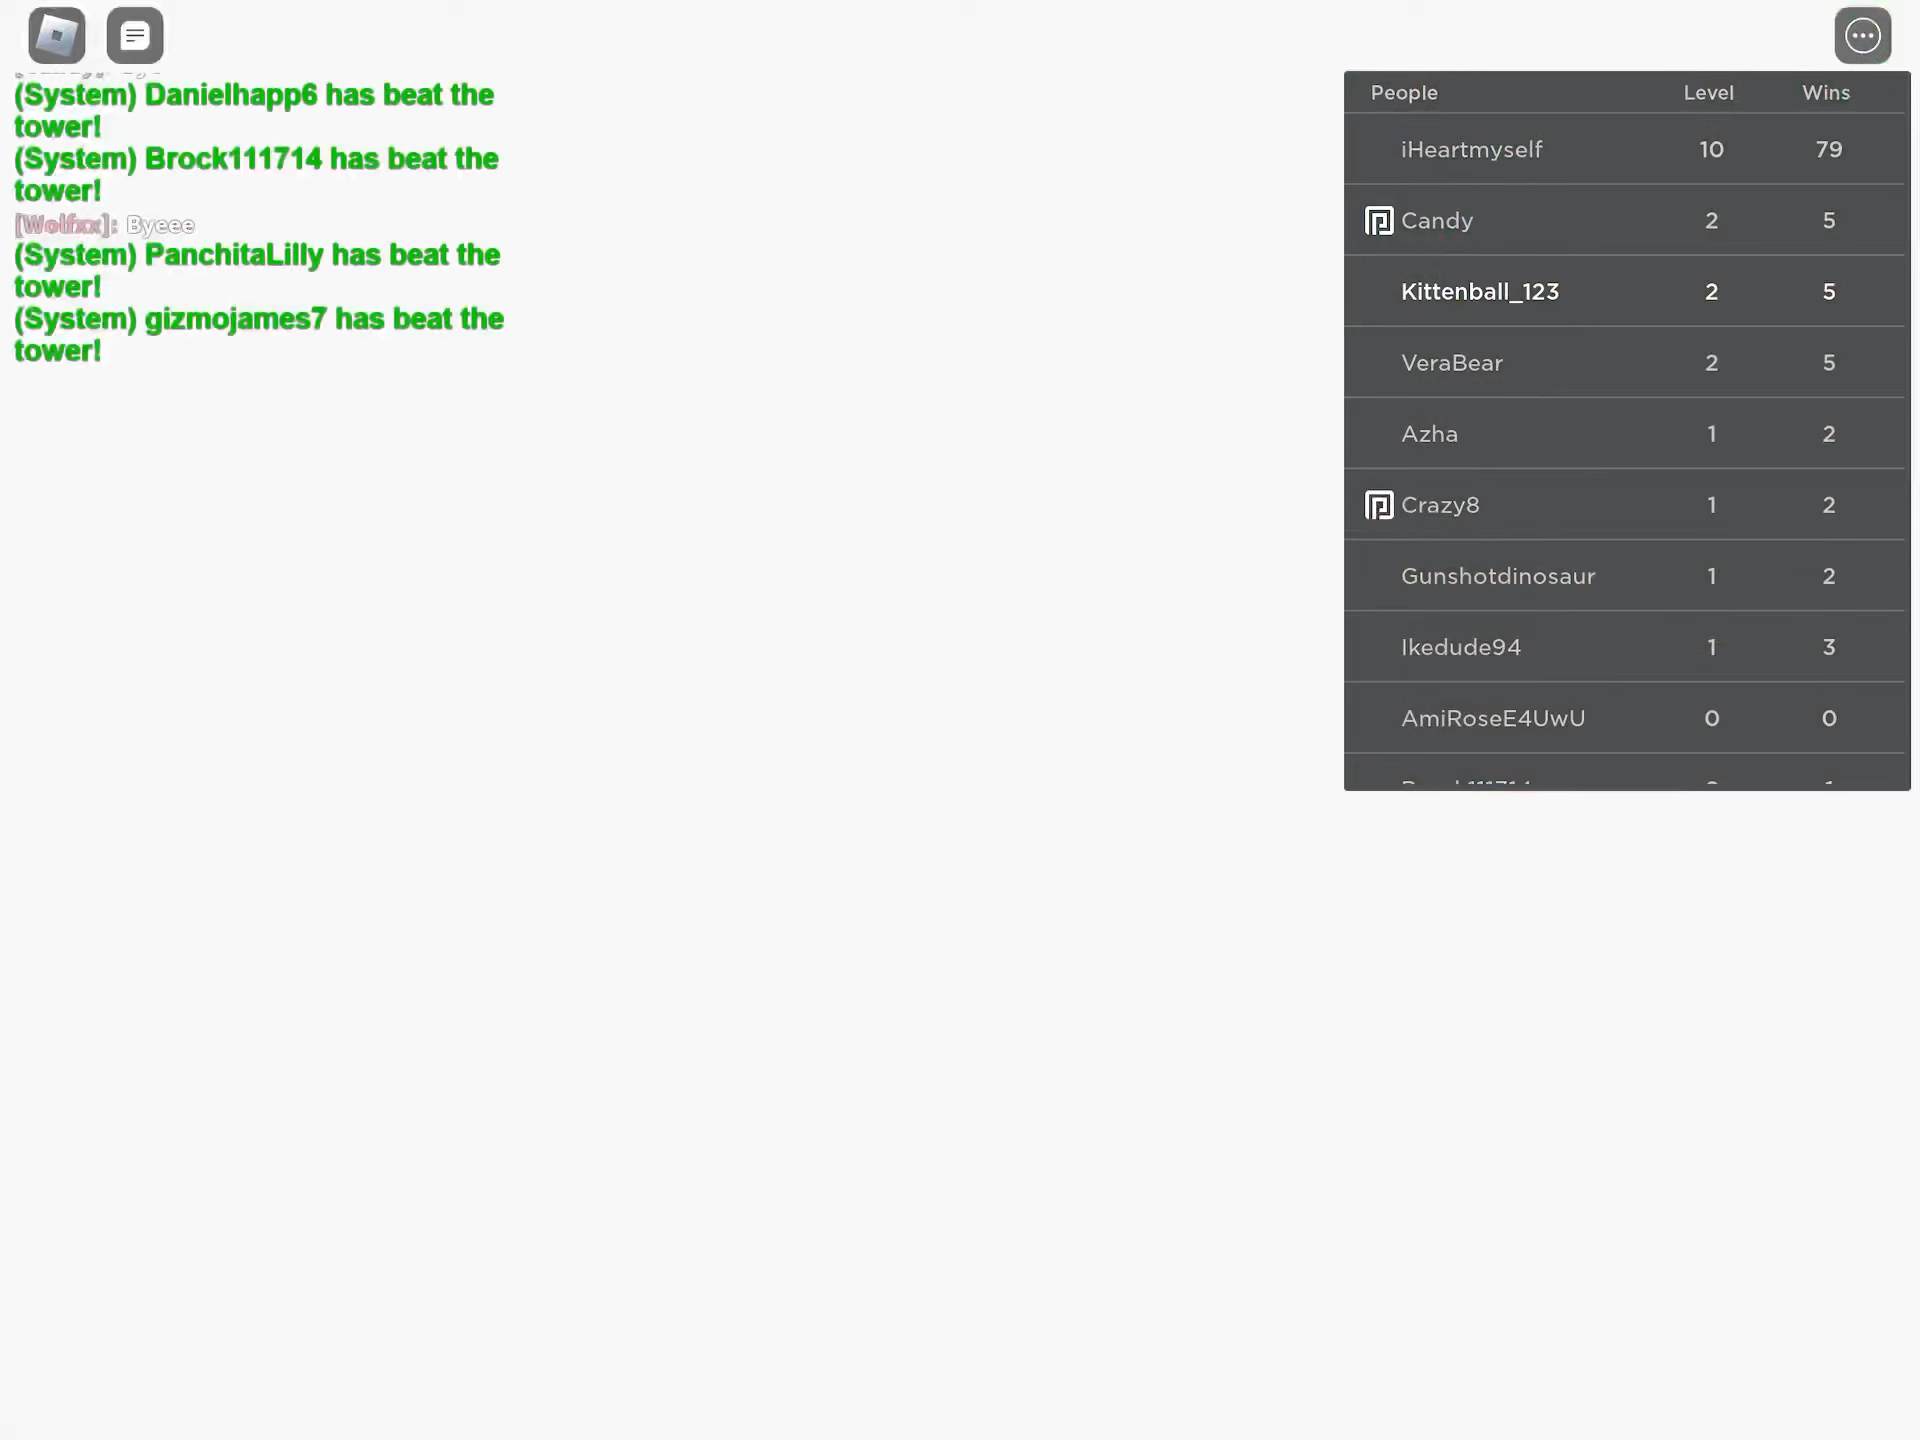 (System) Danielhapp6 has beat the
tower!
(System) Brock111714 has beat the
tower!
[Wolfxx]: Byeee
(System) PanchitaLilly has beat the
tower!
(System) gizmojames7 has beat the
tower!
People Level Wins
iHeartmyself 10 79
Candy 2 5
Kittenball_123 2 5
VeraBear 2 5
Azha 1 2
Crazy8 1 2
Gunshotdinosaur 1 2
Ikedude94 1 3
AmiRoseE4UwU 0 0